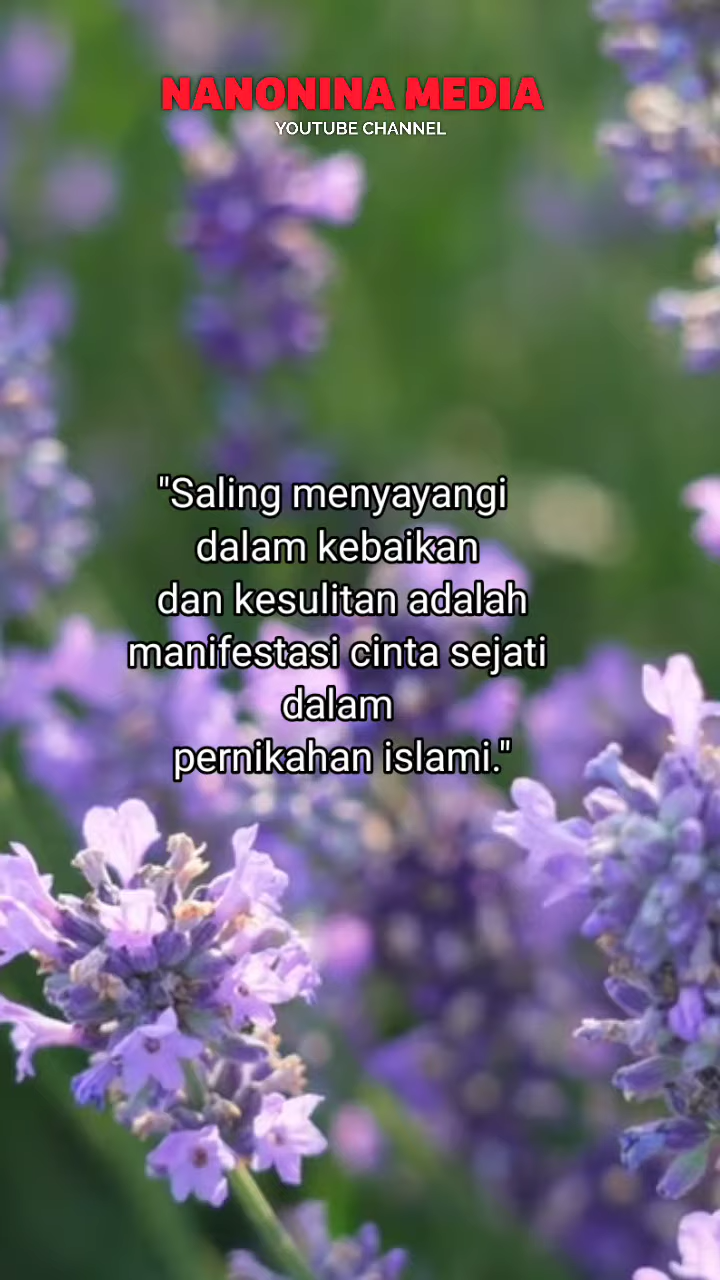 NANONINA MEDIA
YOUTUBE CHANNEL
"Saling menyayangi
dalam kebaikan
dan kesulitan adalah
manifestasi cinta sejati
dalam
pernikahan islami."